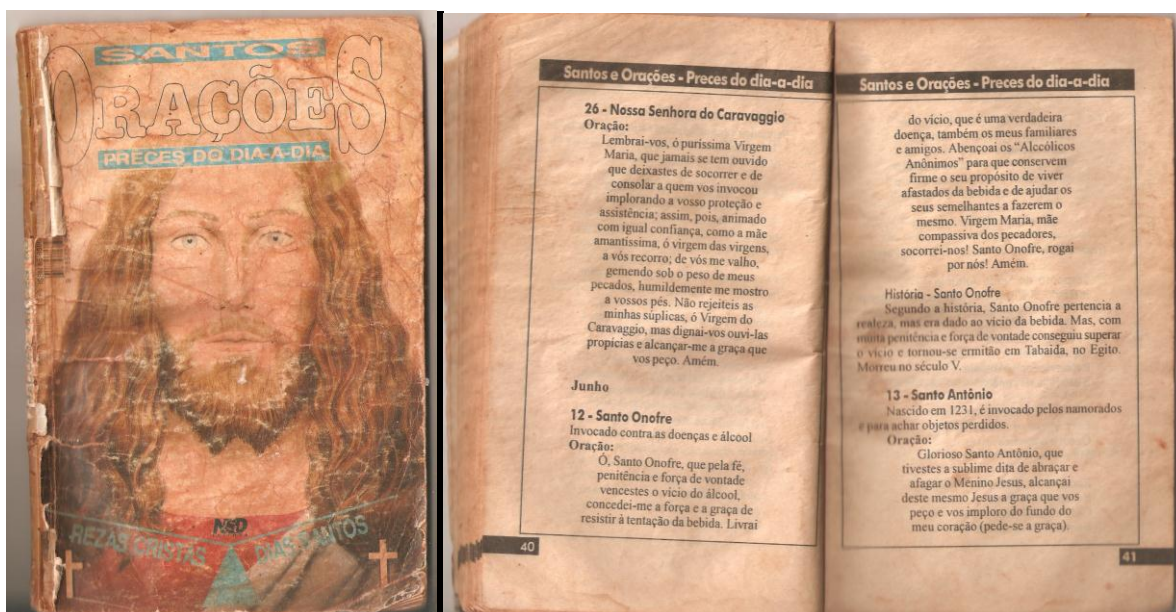 SANTOS
ORAÇÕES
PRECES DO DIA-A-DIA
NSD
REZAS CRISTÃS
DIAS SANTOS
Santos e Orações - Preces do dia-a-dia
26 - Nossa Senhora do Caravaggio
Oração:
Lembrai-vos, ó puríssima Virgem
Maria, que jamais se tem ouvido
que deixastes de socorrer e de
consolar a quem vos invocou
implorando a vosso proteção e
assistência; assim, pois, animado
com igual confiança, como a mãe
amantíssima, ó virgem das virgens,
a vós recorro; de vós me valho,
gemendo sob o peso de meus
pecados, humildemente me mostro
a vossos pés. Não rejeiteis as
minhas súplicas, ó Virgem do
Caravaggio, mas dignai-vos ouvi-las
propícias e alcançar-me a graça que
vos peço. Amém.
Junho
12 - Santo Onofre
Invocado contra as doenças e álcool
Oração:
Ó, Santo Onofre, que pela fé,
penitência e força de vontade
vencestes o vício do álcool,
concedei-me a força e a graça de
resistir à tentação da bebida. Livrai
40
Santos e Orações - Preces do dia-a-dia
do vício, que é uma verdadeira
doença, também os meus familiares
e amigos. Abençoai os “Alccólicos
Anônimos” para que conservem
firme o seu propósito de viver
afastados da bebida e de ajudar os
seus semelhantes a fazerem o
mesmo. Virgem Maria, mãe
compassiva dos pecadores,
socorrei-nos! Santo Onofre, rogai
por nós! Amém.
História - Santo Onofre
Segundo a história, Santo Onofre pertencia a
realeza, mas era dado ao vício da bebida. Mas, com
muita penitência e força de vontade conseguiu superar
o vício e tornou-se ermitão em Tabaida, no Egito.
Morreu no século V.
13 - Santo Antônio
Nascido em 1231, é invocado pelos namorados
e para achar objetos perdidos.
Oração:
Glorioso Santo Antônio, que
tivestes a sublime dita de abraçar e
afagar o Menino Jesus, alcançai
deste mesmo Jesus a graça que vos
peço e vos imploro do fundo do
meu coração (pede-se a graça).
41